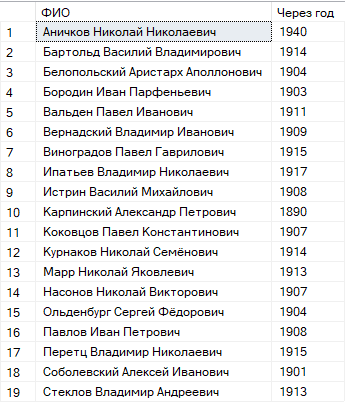 ФИО Через год
1 Аничков Николай Николаевич 1940
2 Бартольд Василий Владимирович 1914
3 Белопольский Аристарх Аполлонович 1904
4 Бородин Иван Парфеньевич 1903
5 Вальден Павел Иванович 1911
6 Вернадский Владимир Иванович 1909
7 Виноградов Павел Гаврилович 1915
8 Ипатьев Владимир Николаевич 1917
9 Истрин Василий Михайлович 1908
10 Карпинский Александр Петрович 1890
11 Коковцов Павел Константинович 1907
12 Курнаков Николай Семёнович 1914
13 Марр Николай Яковлевич 1913
14 Насонов Николай Викторович 1907
15 Ольденбург Сергей Фёдорович 1904
16 Павлов Иван Петрович 1908
17 Перетц Владимир Николаевич 1915
18 Соболевский Алексей Иванович 1901
19 Стеклов Владимир Андреевич 1913